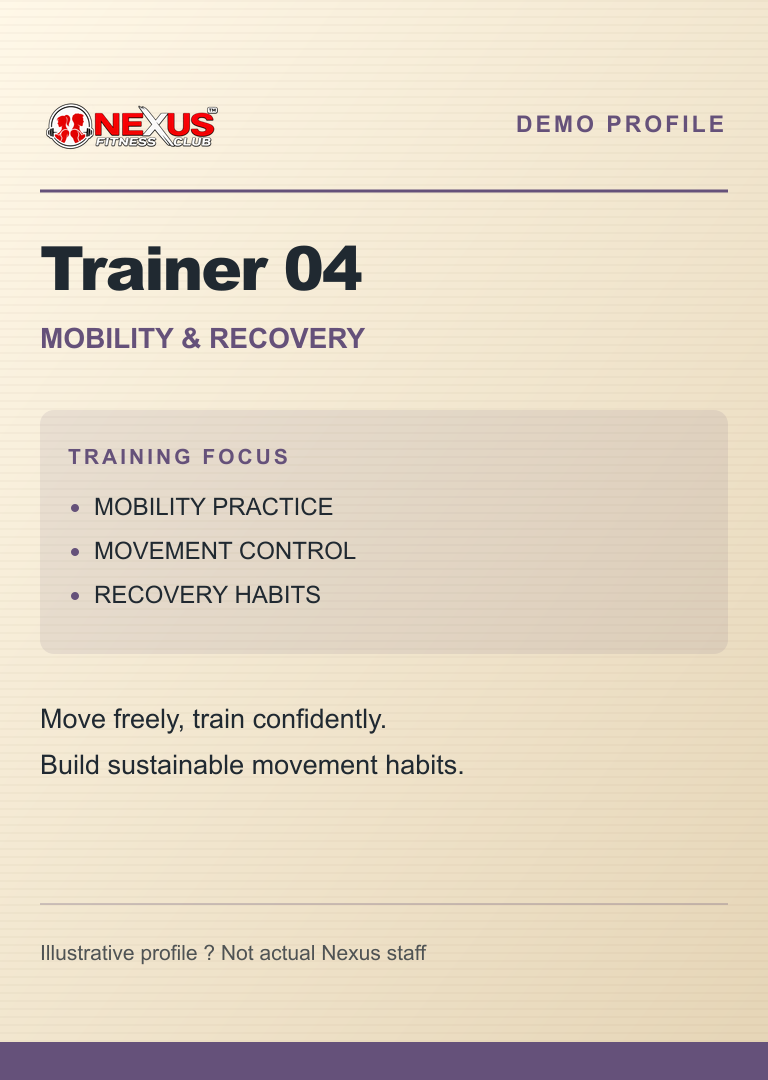 NEXUS™
FITNESS CLUB
DEMO PROFILE
Trainer 04
MOBILITY & RECOVERY
TRAINING FOCUS
• MOBILITY PRACTICE
• MOVEMENT CONTROL
• RECOVERY HABITS
Move freely, train confidently.
Build sustainable movement habits.
Illustrative profile ? Not actual Nexus staff